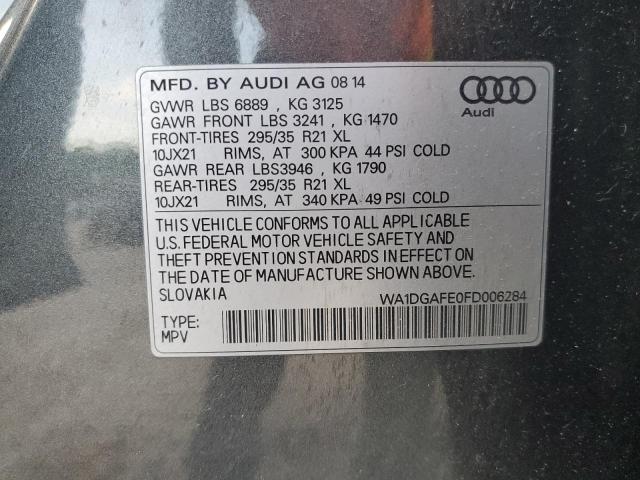 MFD. BY AUDI AG 08 14
GVWR LBS 6889 , KG 3125
GAWR FRONT LBS 3241 , KG 1470
FRONT-TIRES 295/35 R21 XL
10JX21 RIMS, AT 300 KPA 44 PSI COLD
GAWR REAR LBS3946 , KG 1790
REAR-TIRES 295/35 R21 XL
10JX21 RIMS, AT 340 KPA 49 PSI COLD
Audi
THIS VEHICLE CONFORMS TO ALL APPLICABLE
U.S. FEDERAL MOTOR VEHICLE SAFETY AND
THEFT PREVENTION STANDARDS IN EFFECT ON
THE DATE OF MANUFACTURE SHOWN ABOVE.
SLOVAKIA WA1DGAFE0FD006284
TYPE:
MPV